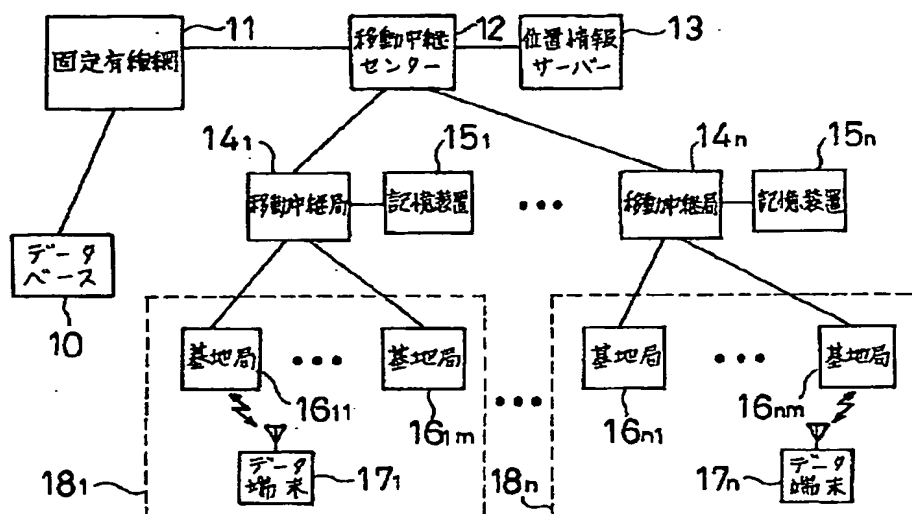 11
12
13
固定有線網
移動中継
センター
位置情報
サーバー
14₁
15₁
14ₙ
15ₙ
移動中継局
記憶装置
•••
移動中継局
記憶装置
データ
ベース
10
基地局
•••
基地局
基地局
•••
基地局
16₁₁
16₁ₘ
•••
16ₙ₁
16ₙₘ
データ
端末
17₁
18₁
データ
端末
17ₙ
18ₙ